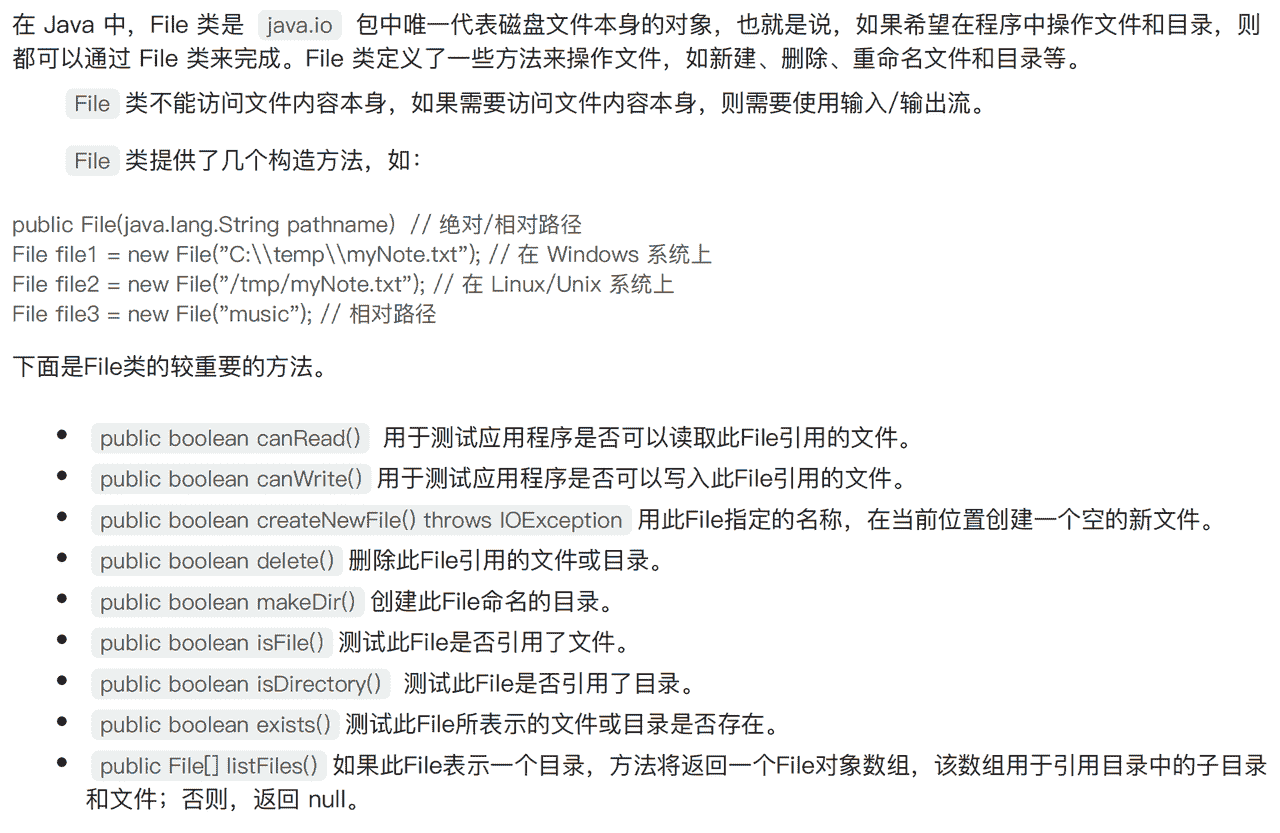 在 Java 中，File 类是 java.io 包中唯一代表磁盘文件本身的对象，也就是说，如果希望在程序中操作文件和目录，则
都可以通过 File 类来完成。File 类定义了一些方法来操作文件，如新建、删除、重命名文件和目录等。
File 类不能访问文件内容本身，如果需要访问文件内容本身，则需要使用输入/输出流。
File 类提供了几个构造方法，如：
public File(java.lang.String pathname)  // 绝对/相对路径
File file1 = new File(”C:\\temp\\myNote.txt”); // 在 Windows 系统上
File file2 = new File(”/tmp/myNote.txt”); // 在 Linux/Unix 系统上
File file3 = new File(”music”); // 相对路径
下面是File类的较重要的方法。
• public boolean canRead() 用于测试应用程序是否可以读取此File引用的文件。
• public boolean canWrite() 用于测试应用程序是否可以写入此File引用的文件。
• public boolean createNewFile() throws IOException 用此File指定的名称，在当前位置创建一个空的新文件。
• public boolean delete() 删除此File引用的文件或目录。
• public boolean makeDir() 创建此File命名的目录。
• public boolean isFile() 测试此File是否引用了文件。
• public boolean isDirectory() 测试此File是否引用了目录。
• public boolean exists() 测试此File所表示的文件或目录是否存在。
• public File[] listFiles() 如果此File表示一个目录，方法将返回一个File对象数组，该数组用于引用目录中的子目录
和文件；否则，返回 null。